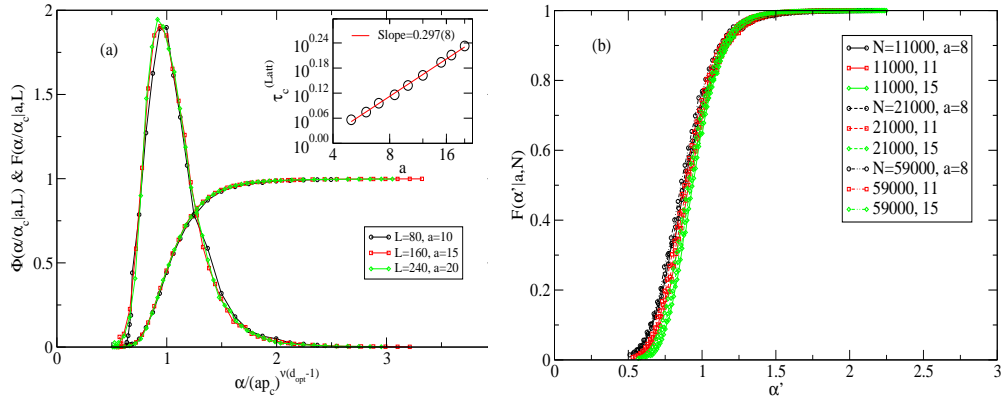 (a)
Φ(α/α_c|a,L) & F(α/α_c|a,L)
2
1.5
1
0.5
0
0 1 2 3
α/(ap_c)^ν(d_opt-1)
Slope=0.297(8)
τ_c^(Latt)
10^0.24
10^0.18
10^0.12
10^0.06
10^0.00
4 8 16
a
L=80, a=10
L=160, a=15
L=240, a=20
(b)
F(α'|a,N)
1
0.8
0.6
0.4
0.2
0
0 0.5 1 1.5 2 2.5 3
α'
N=11000, a=8
11000, 11
11000, 15
N=21000, a=8
21000, 11
21000, 15
N=59000, a=8
59000, 11
59000, 15